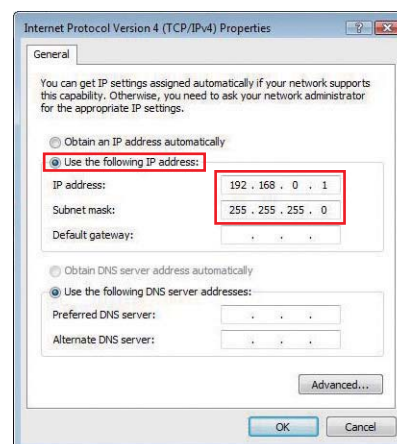 Internet Protocol Version 4 (TCP/IPv4) Properties
General
You can get IP settings assigned automatically if your network supports
this capability. Otherwise, you need to ask your network administrator
for the appropriate IP settings.
Obtain an IP address automatically
Use the following IP address:
IP address: 192 . 168 . 0 . 1
Subnet mask: 255 . 255 . 255 . 0
Default gateway: . . .
Obtain DNS server address automatically
Use the following DNS server addresses:
Preferred DNS server: . . .
Alternate DNS server: . . .
Advanced...
OK Cancel